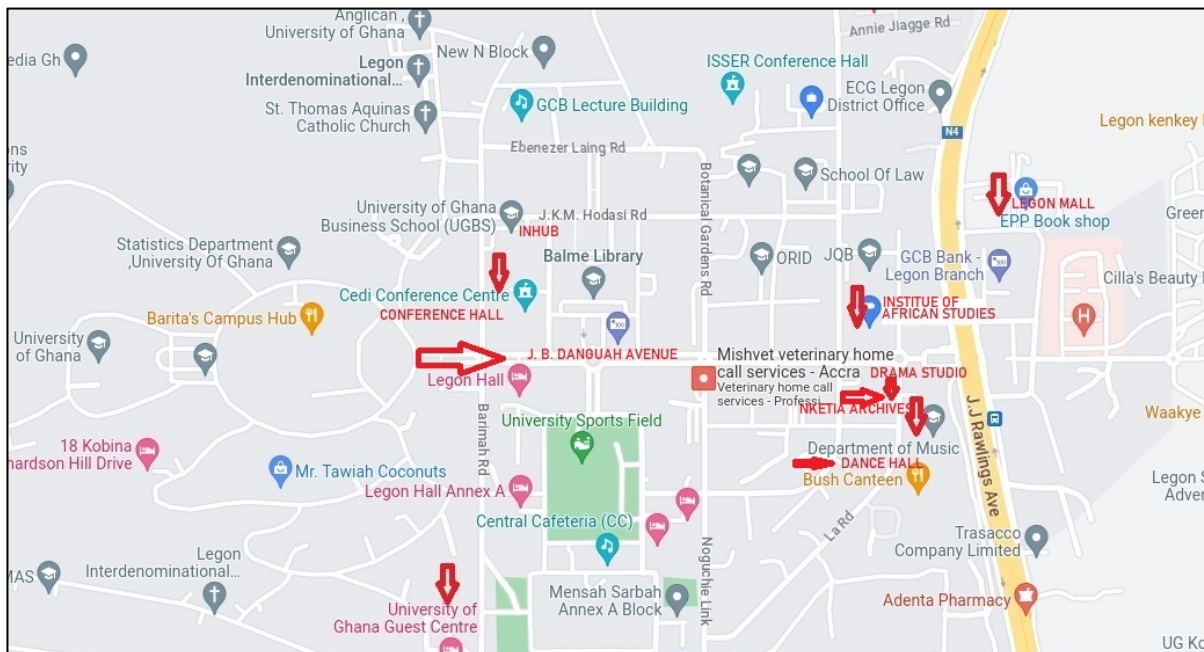 Anglican ,
University of Ghana
Annie Jiagge Rd
New N Block
edia Gh
Legon
Interdenominational...
ISSER Conference Hall
ECG Legon
District Office
GCB Lecture Building
St. Thomas Aquinas
Catholic Church
Legon kenkey
N4
Ebenezer Laing Rd
ons
rity
School Of Law
Botanical Gardens Rd
University of Ghana
Business School (UGBS)
INHUB
J.K.M. Hodasi Rd
LEGON MALL
EPP Book shop
Green
Statistics Department
,University Of Ghana
Balme Library
ORID
JQB
GCB Bank -
Legon Branch
Cilla's Beauty
Cedi Conference Centre
CONFERENCE HALL
INSTITUE OF
AFRICAN STUDIES
Barita's Campus Hub
H
University of
Ghana
J. B. DANGUAH AVENUE
Mishvet veterinary home
call services - Accra
Veterinary home call
services - Professi
DRAMA STUDIO
Legon Hall
NKETIA ARCHIVES
Waakye
J.J Rawlings Ave
Barimah Rd
University Sports Field
18 Kobina
nardson Hill Drive
Department of Music
DANCE HALL
Mr. Tawiah Coconuts
Bush Canteen
Legon Hall Annex A
Legon S
Adver
Central Cafeteria (CC)
La Rd
Noguchie Link
Trasacco
Company Limited
Legon
Interdenominational...
MAS
University of
Ghana Guest Centre
Mensah Sarbah
Annex A Block
Adenta Pharmacy
UG Ko